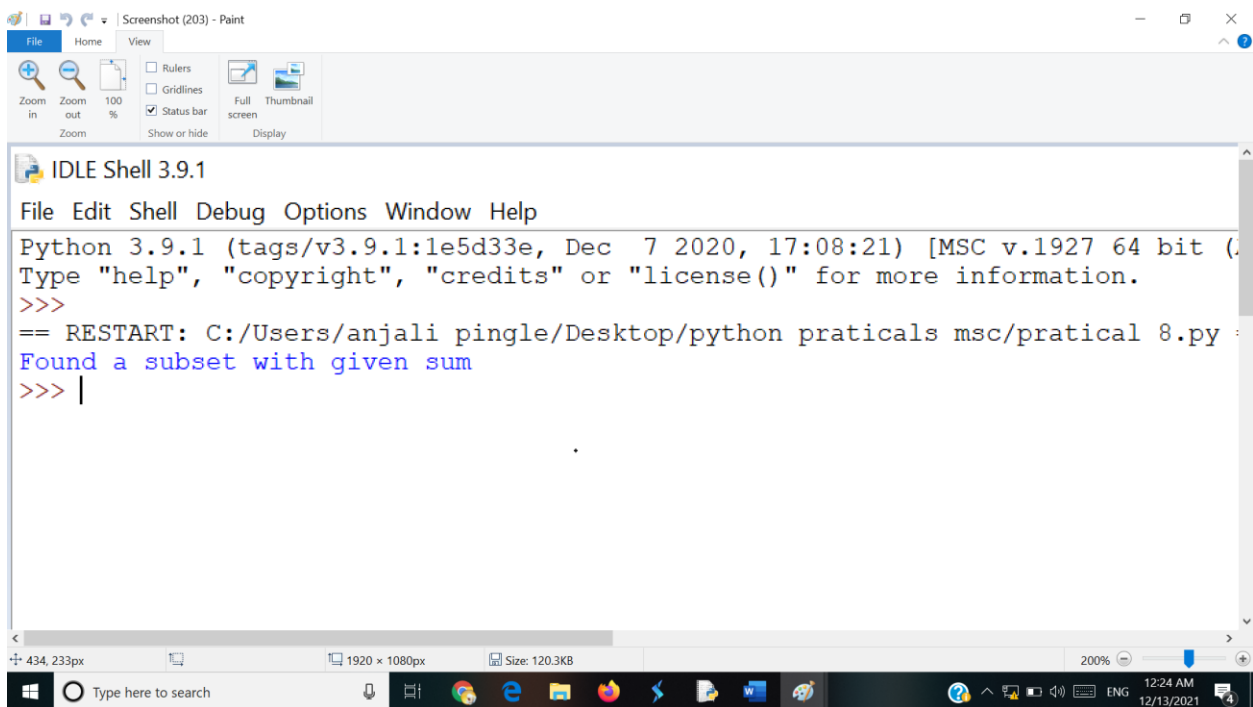 Screenshot (203) - Paint
File Home View
Zoom in
Zoom out
100 %
Rulers
Gridlines
Status bar
Full screen
Thumbnail
Zoom
Show or hide
Display
IDLE Shell 3.9.1
File Edit Shell Debug Options Window Help
Python 3.9.1 (tags/v3.9.1:1e5d33e, Dec  7 2020, 17:08:21) [MSC v.1927 64 bit (
Type "help", "copyright", "credits" or "license()" for more information.
>>>
== RESTART: C:/Users/anjali pingle/Desktop/python praticals msc/pratical 8.py =
Found a subset with given sum
>>>
434, 233px 1920 × 1080px Size: 120.3KB 200%
Type here to search ENG 12:24 AM
12/13/2021
4